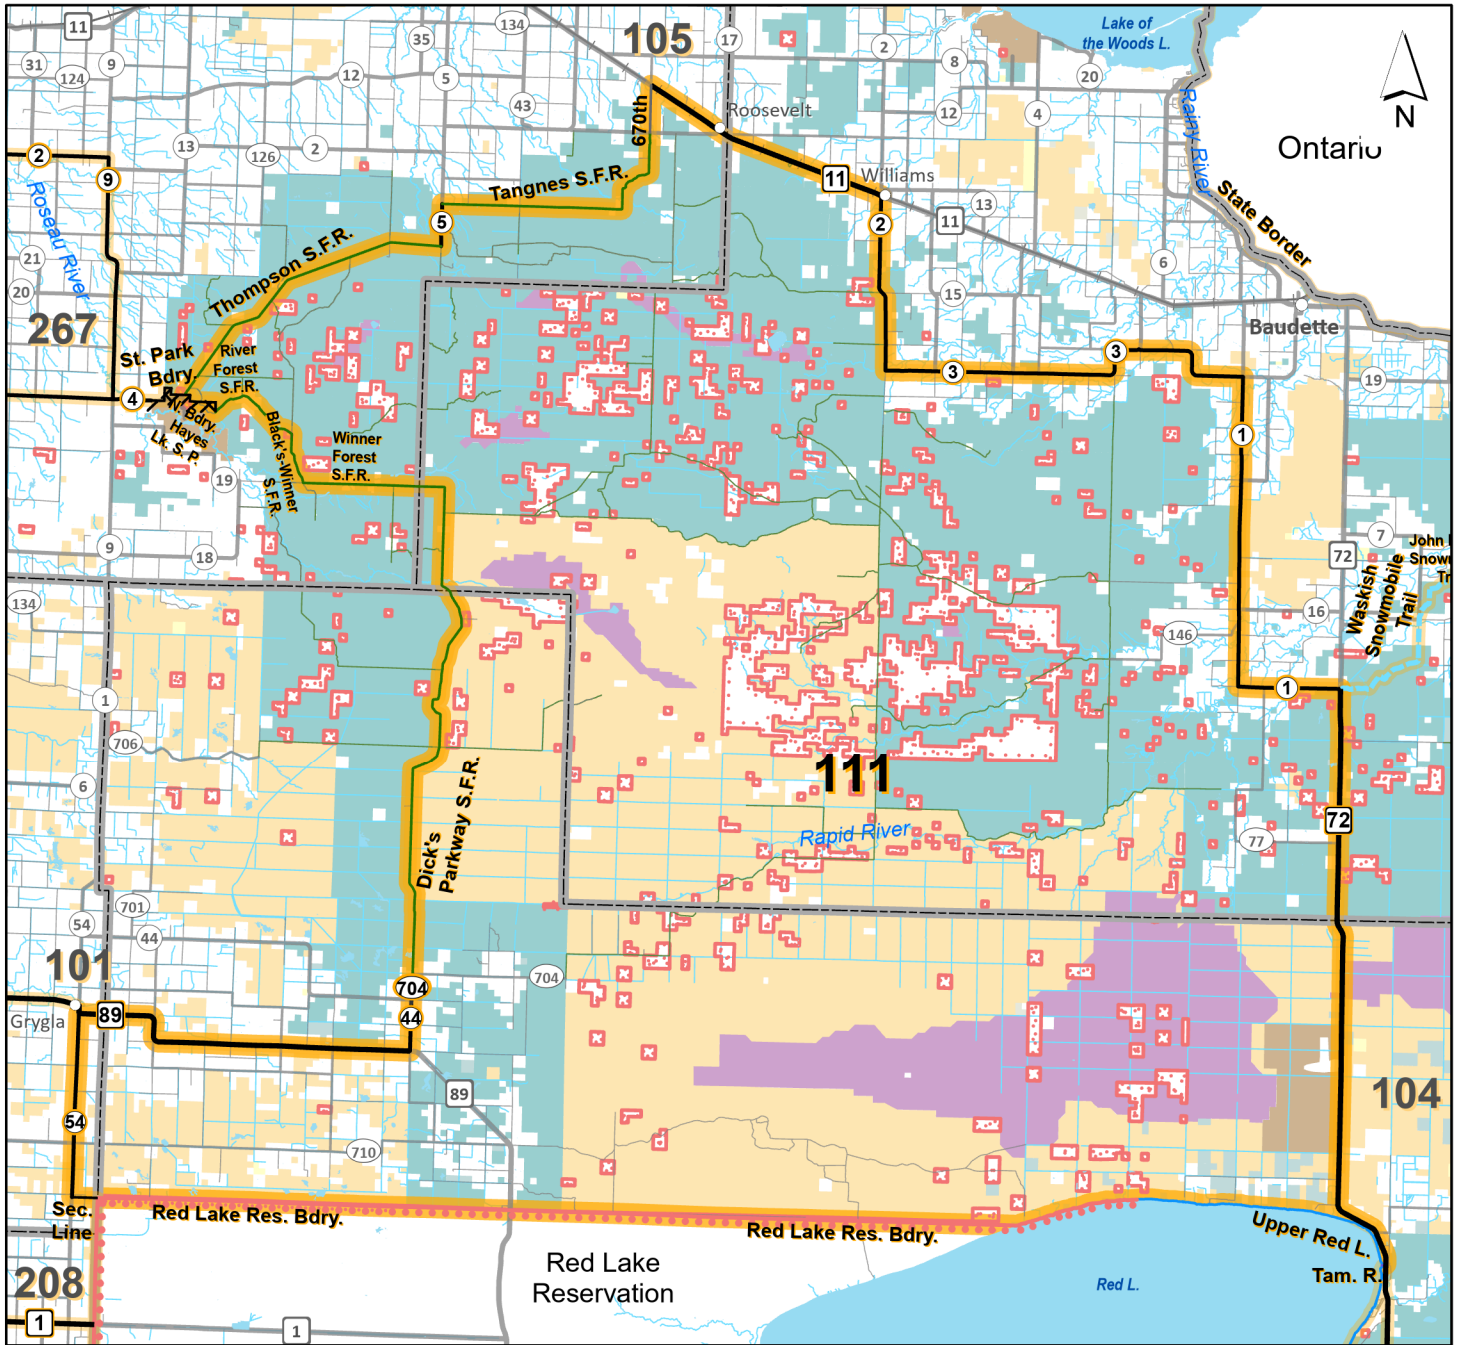 11
134
105
17
35
2
Lake of
the Woods L.
31
124
9
12
5
8
20
43
12
4
N
Roosevelt
670th
Rainy River
Ontario
13
126
2
2
9
11
Williams
Tangnes S.F.R.
13
11
State Border
Roseau River
5
2
21
Thompson S.F.R.
6
20
15
267
Baudette
St. Park
Bdry.
River
Forest
S.F.R.
3
3
19
4
N. Bdry.
Hayes
Lk. S. P.
Black's-Winner
S.F.R.
Winner
Forest
S.F.R.
1
19
7
John
Snow
Tr
9
18
72
Waskish
Snowmobile
Trail
134
16
146
1
1
706
111
6
Dick's
Parkway S.F.R.
Rapid River
72
77
701
54
44
101
704
704
Grygla
89
44
89
104
54
710
Sec.
Line
Red Lake Res. Bdry.
Red Lake Res. Bdry.
Upper Red L.
Tam. R.
Red Lake
Reservation
Red L.
208
1
1